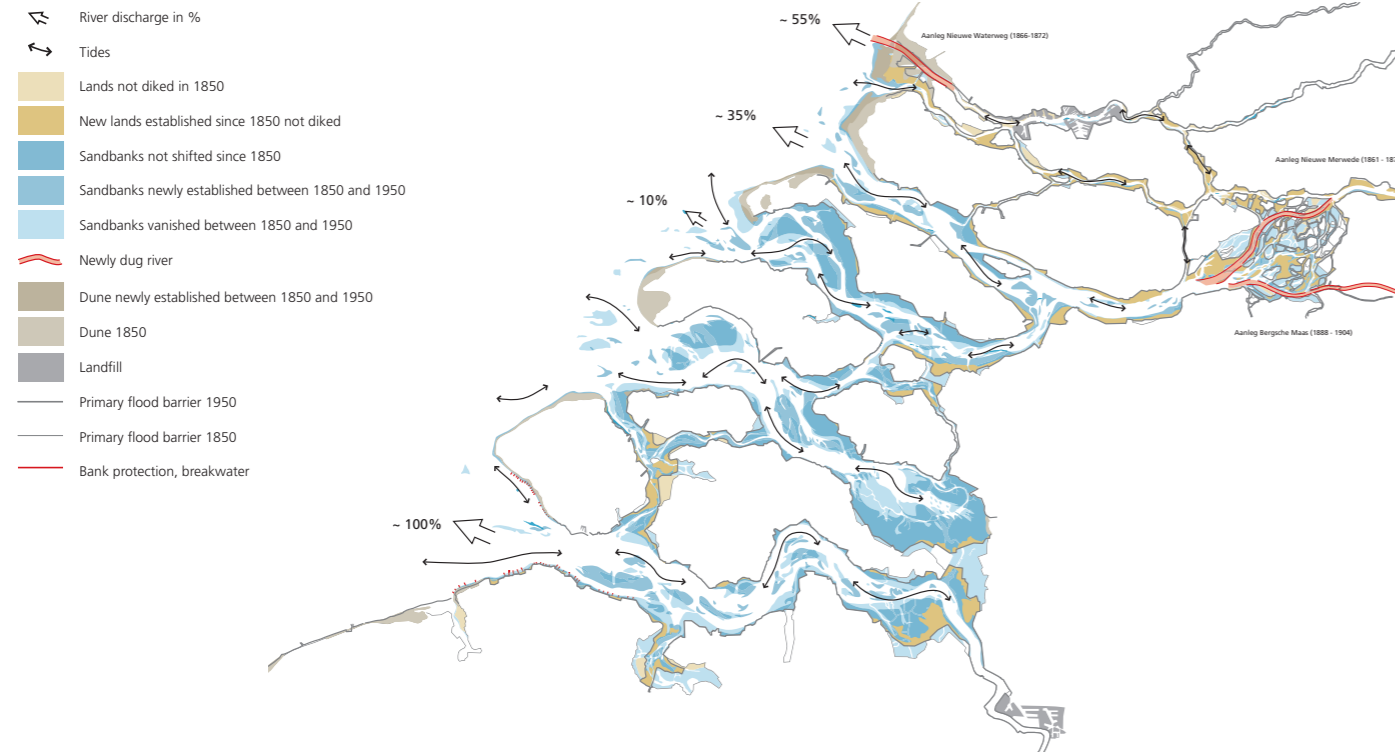 River discharge in %
Tides
Lands not diked in 1850
New lands established since 1850 not diked
Sandbanks not shifted since 1850
Sandbanks newly established between 1850 and 1950
Sandbanks vanished between 1850 and 1950
Newly dug river
Dune newly established between 1850 and 1950
Dune 1850
Landfill
Primary flood barrier 1950
Primary flood barrier 1850
Bank protection, breakwater
~ 55%
Aanleg Nieuwe Waterweg (1866-1872)
~ 35%
Aanleg Nieuwe Merwede (1861 - 187
~ 10%
Aanleg Bergsche Maas (1888 - 1904)
~ 100%